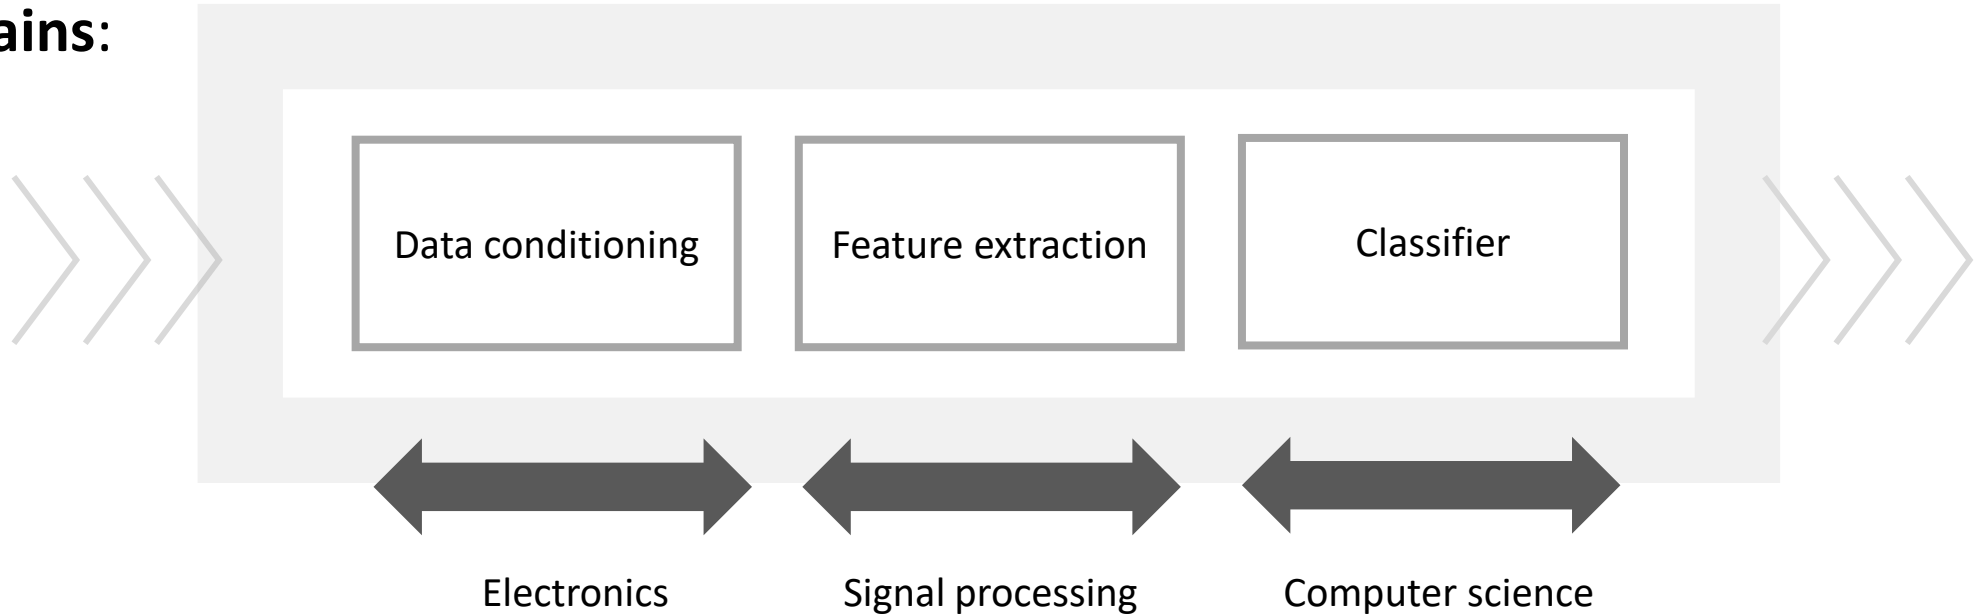 ains:
Data conditioning
Feature extraction
Classifier
Electronics
Signal processing
Computer science